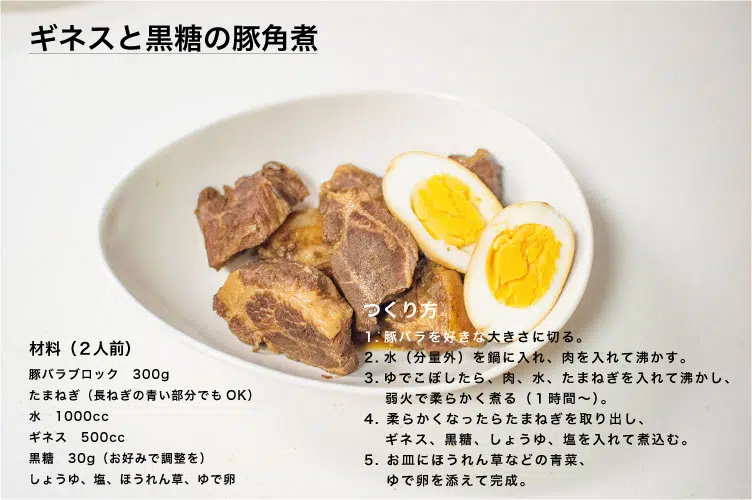 ギネスと黒糖の豚角煮
材料（２人前）
豚バラブロック　300g
たまねぎ（長ねぎの青い部分でも OK）
水　1000cc
ギネス　500cc
黒糖　30g（お好みで調整を）
しょうゆ、塩、ほうれん草、ゆで卵
つくり方
1. 豚バラを好きな大きさに切る。
2. 水（分量外）を鍋に入れ、肉を入れて沸かす。
3. ゆでこぼしたら、肉、水、たまねぎを入れて沸かし、
弱火で柔らかく煮る（１時間〜）。
4. 柔らかくなったらたまねぎを取り出し、
ギネス、黒糖、しょうゆ、塩を入れて煮込む。
5. お皿にほうれん草などの青菜、
ゆで卵を添えて完成。